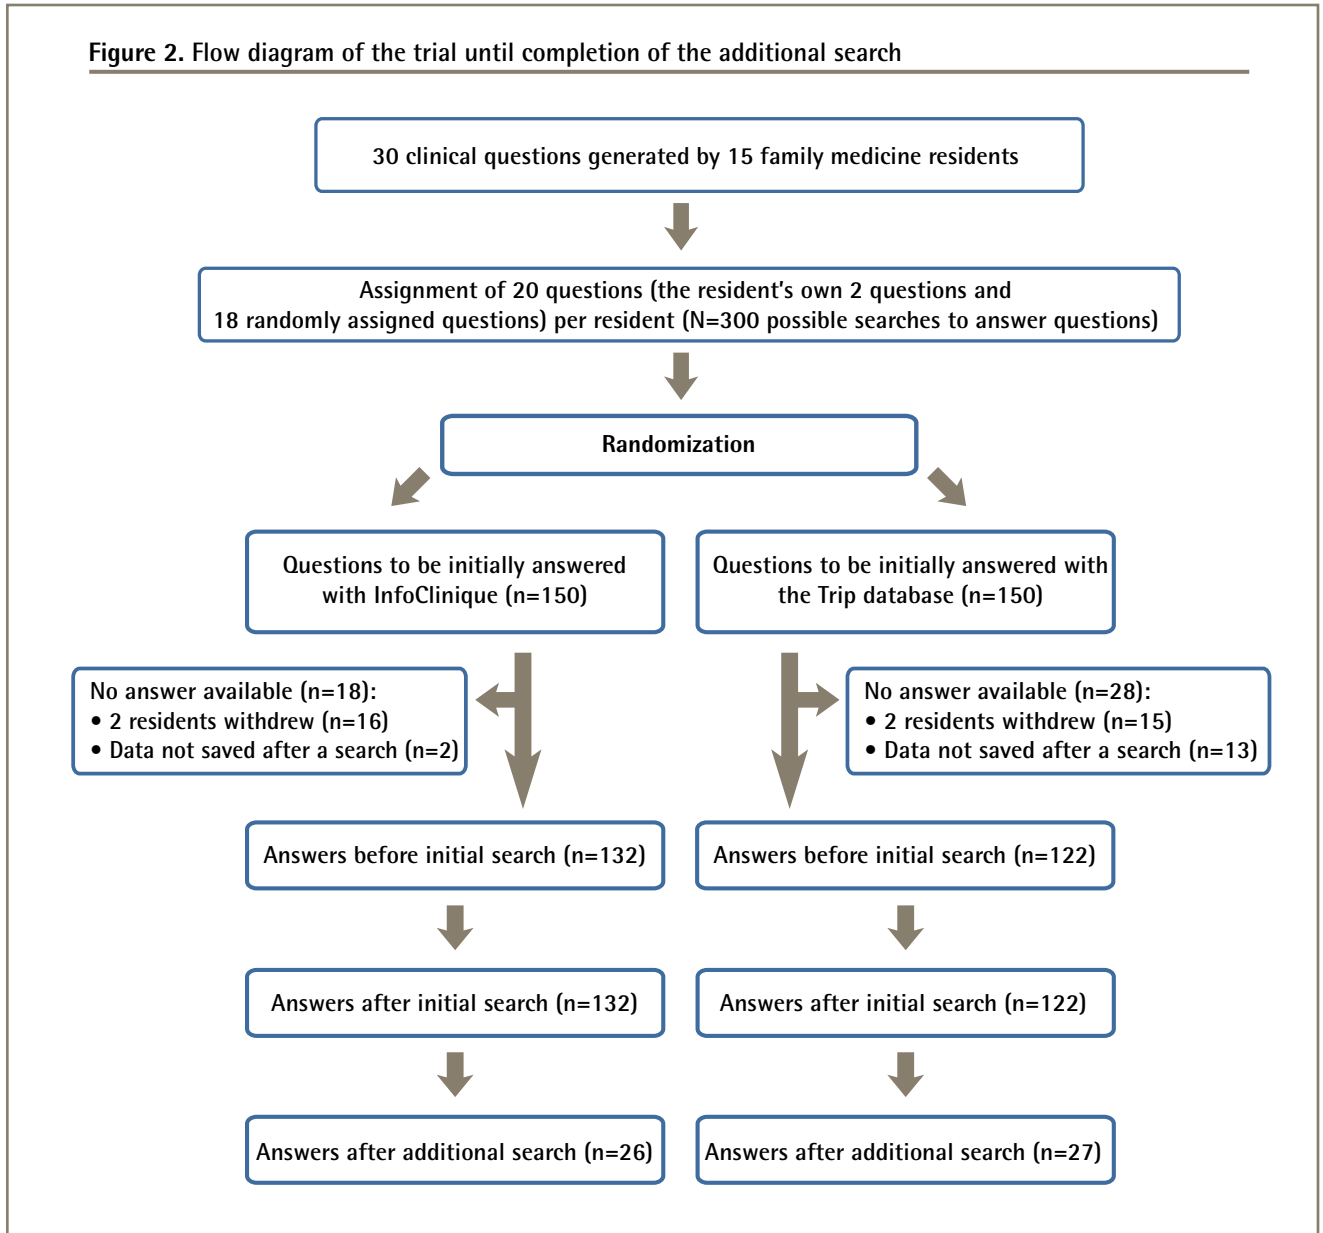 Figure 2. Flow diagram of the trial until completion of the additional search
30 clinical questions generated by 15 family medicine residents
Assignment of 20 questions (the resident's own 2 questions and
18 randomly assigned questions) per resident (N=300 possible searches to answer questions)
Randomization
Questions to be initially answered
with InfoClinique (n=150)
Questions to be initially answered with
the Trip database (n=150)
No answer available (n=18):
• 2 residents withdrew (n=16)
• Data not saved after a search (n=2)
No answer available (n=28):
• 2 residents withdrew (n=15)
• Data not saved after a search (n=13)
Answers before initial search (n=132)
Answers before initial search (n=122)
Answers after initial search (n=132)
Answers after initial search (n=122)
Answers after additional search (n=26)
Answers after additional search (n=27)